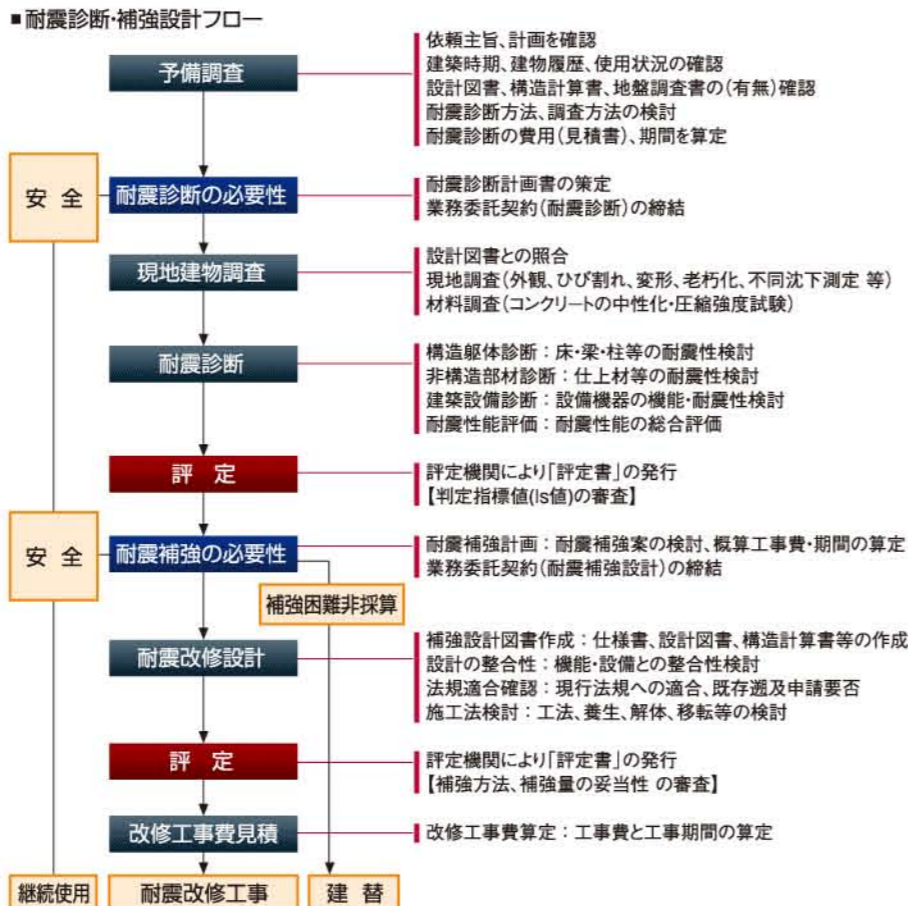 ■耐震診断・補強設計フロー
予備調査
依頼主旨、計画を確認
建築時期、建物履歴、使用状況の確認
設計図書、構造計算書、地盤調査書の(有無)確認
耐震診断方法、調査方法の検討
耐震診断の費用(見積書)、期間を算定
安 全
耐震診断の必要性
耐震診断計画書の策定
業務委託契約(耐震診断)の締結
現地建物調査
設計図書との照合
現地調査(外観、ひび割れ、変形、老朽化、不同沈下測定 等)
材料調査(コンクリートの中性化・圧縮強度試験)
耐震診断
構造躯体診断：床・梁・柱等の耐震性検討
非構造部材診断：仕上材等の耐震性検討
建築設備診断：設備機器の機能・耐震性検討
耐震性能評価：耐震性能の総合評価
評 定
評定機関により「評定書」の発行
【判定指標値(Is値)の審査】
安 全
耐震補強の必要性
耐震補強計画：耐震補強案の検討、概算工事費・期間の算定
業務委託契約(耐震補強設計)の締結
補強困難非採算
耐震改修設計
補強設計図書作成：仕様書、設計図書、構造計算書等の作成
設計の整合性：機能・設備との整合性検討
法規適合確認：現行法規への適合、既存遡及申請要否
施工法検討：工法、養生、解体、移転等の検討
評 定
評定機関により「評定書」の発行
【補強方法、補強量の妥当性 の審査】
改修工事費見積
改修工事費算定：工事費と工事期間の算定
継続使用
耐震改修工事
建 替